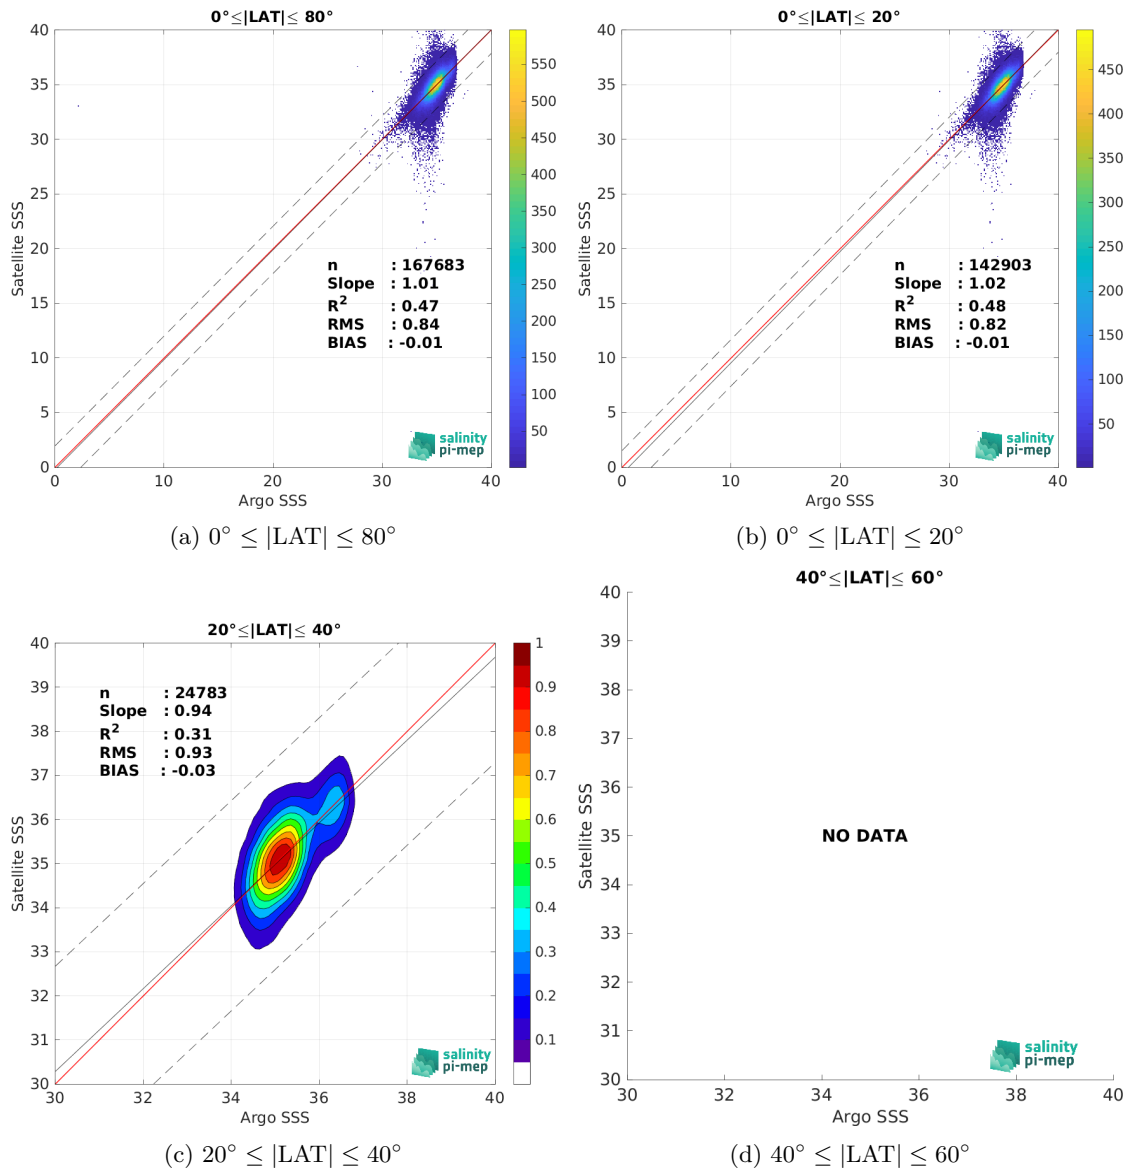 0°≤|LAT|≤ 80°
40
35
30
25
20
15
10
5
0
Satellite SSS
n : 167683
Slope : 1.01
R2 : 0.47
RMS : 0.84
BIAS : -0.01
salinity
pi-mep
0 10 20 30 40
Argo SSS
550
500
450
400
350
300
250
200
150
100
50
(a) 0° ≤ |LAT| ≤ 80°
0°≤|LAT|≤ 20°
40
35
30
25
20
15
10
5
0
Satellite SSS
n : 142903
Slope : 1.02
R2 : 0.48
RMS : 0.82
BIAS : -0.01
salinity
pi-mep
0 10 20 30 40
Argo SSS
450
400
350
300
250
200
150
100
50
(b) 0° ≤ |LAT| ≤ 20°
20°≤|LAT|≤ 40°
40
39
38
37
36
35
34
33
32
31
30
Satellite SSS
n : 24783
Slope : 0.94
R2 : 0.31
RMS : 0.93
BIAS : -0.03
salinity
pi-mep
30 32 34 36 38 40
Argo SSS
1
0.9
0.8
0.7
0.6
0.5
0.4
0.3
0.2
0.1
(c) 20° ≤ |LAT| ≤ 40°
40°≤|LAT|≤ 60°
40
39
38
37
36
35
34
33
32
31
30
Satellite SSS
NO DATA
salinity
pi-mep
30 32 34 36 38 40
Argo SSS
(d) 40° ≤ |LAT| ≤ 60°